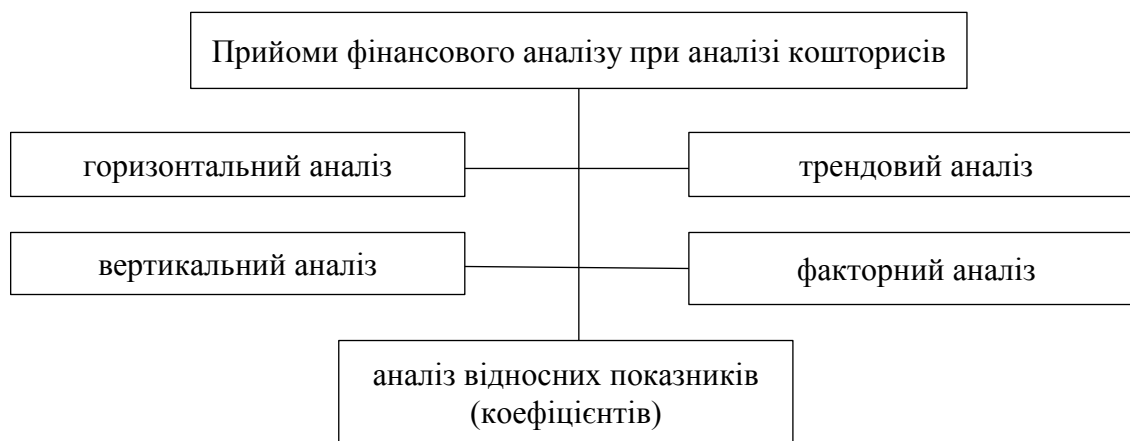 Прийоми фінансового аналізу при аналізі кошторисів
горизонтальний аналіз
трендовий аналіз
вертикальний аналіз
факторний аналіз
аналіз відносних показників
(коефіцієнтів)